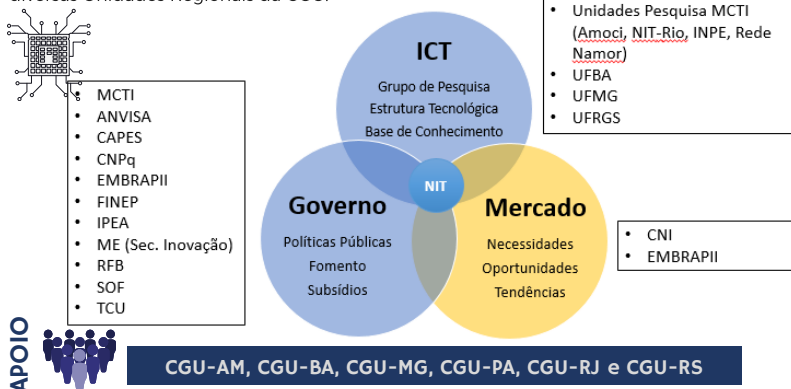 ICT
Grupo de Pesquisa
Estrutura Tecnológica
Base de Conhecimento
• Unidades Pesquisa MCTI
(Amoci, NIT-Rio, INPE, Rede
Namor)
• UFBA
• UFMG
• UFRGS
• MCTI
• ANVISA
• CAPES
• CNPq
• EMBRAPII
• FINEP
• IPEA
• ME (Sec. Inovação)
• RFB
• SOF
• TCU
NIT
Governo
Políticas Públicas
Fomento
Subsídios
Mercado
Necessidades
Oportunidades
Tendências
• CNI
• EMBRAPII
APOIO
CGU-AM, CGU-BA, CGU-MG, CGU-PA, CGU-RJ e CGU-RS